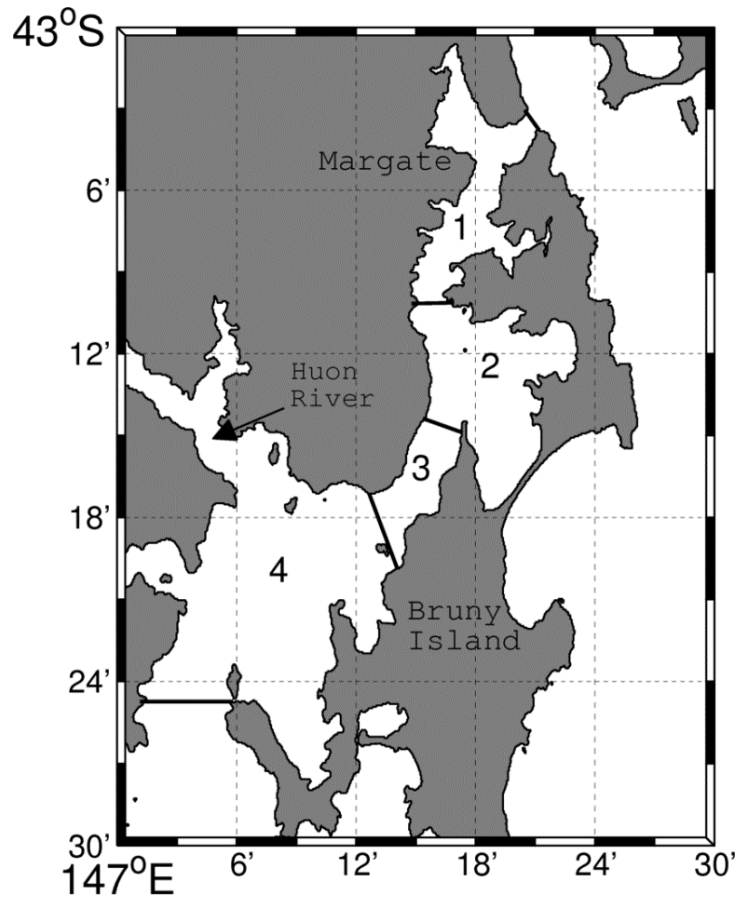 43°S
Margate
6'
1
12'
2
Huon
River
3
18'
4
Bruny
Island
24'
30'
147°E
6'
12'
18'
24'
30'